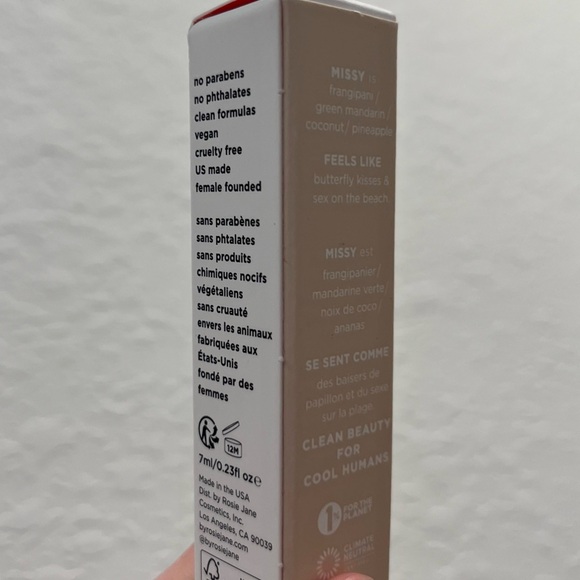 no parabens
no phthalates
clean formulas
vegan
cruelty free
US made
female founded
sans parabènes
sans phtalates
sans produits
chimiques nocifs
végétaliens
sans cruauté
envers les animaux
fabriquées aux
États-Unis
fondé par des
femmes
12M
7ml/0.23fl oz℮
Made in the USA
Dist. by Rosie Jane
Cosmetics, Inc.
Los Angeles, CA 90039
byrosiejane.com
@byrosiejane
MISSY is
frangipani/
green mandarin/
coconut/ pineapple
FEELS LIKE
butterfly kisses &
sex on the beach.
MISSY est
frangipanier/
mandarine verte/
noix de coco/
ananas
SE SENT COMME
des baisers de
papillon et du sexe
sur la plage.
CLEAN BEAUTY
FOR
COOL HUMANS
1%
FOR THE
PLANET
CLIMATE
NEUTRAL